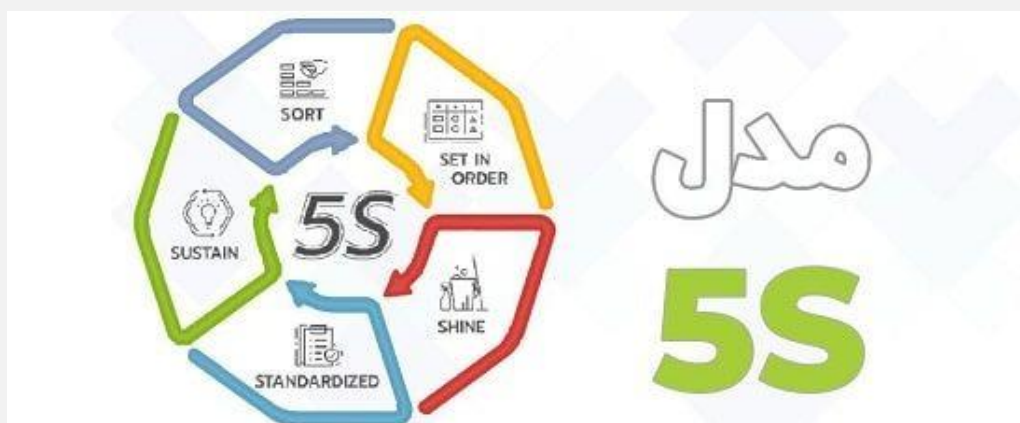 SORT
SET IN
ORDER
SHINE
STANDARDIZED
SUSTAIN
5S
مدل
5S